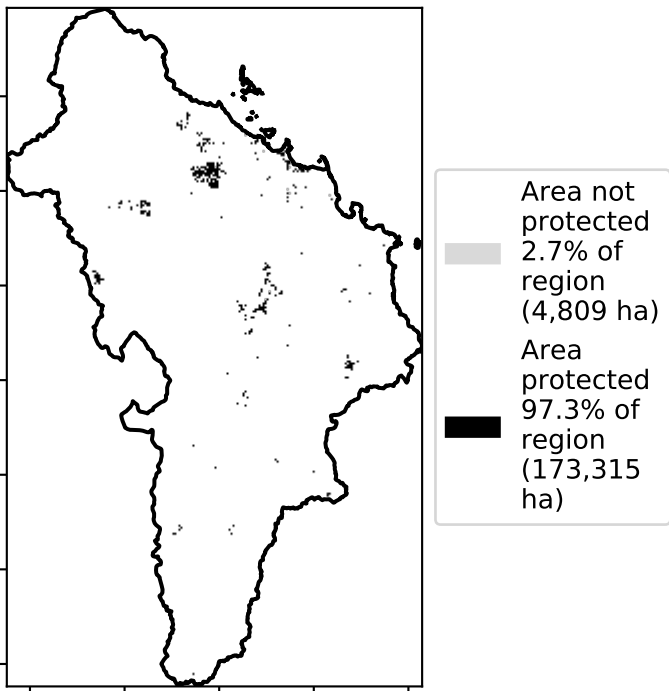 Area not
protected
2.7% of
region
(4,809 ha)
Area
protected
97.3% of
region
(173,315
ha)